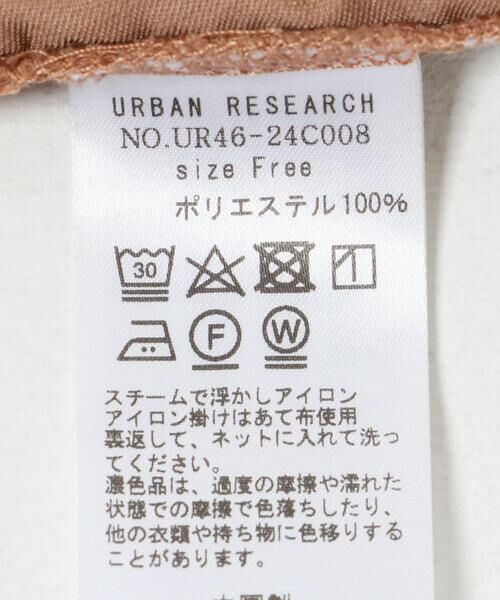 URBAN RESEARCH
NO.UR46-24C008
size Free
ポリエステル100%
30
F W
スチームで浮かしアイロン
アイロン掛けはあて布使用
裏返して、ネットに入れて洗っ
てください。
濃色品は、過度の摩擦や濡れた
状態での摩擦で色落ちしたり、
他の衣類や持ち物に色移りする
ことがあります。